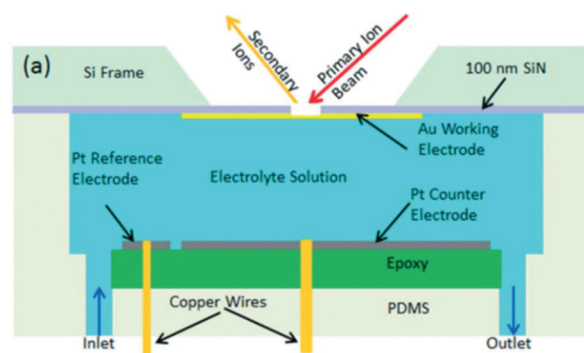 (a)
Si Frame
Secondary
Ions
Primary Ion
Beam
100 nm SiN
Au Working
Electrode
Pt Reference
Electrode
Electrolyte Solution
Pt Counter
Electrode
Epoxy
Copper Wires
PDMS
Inlet
Outlet